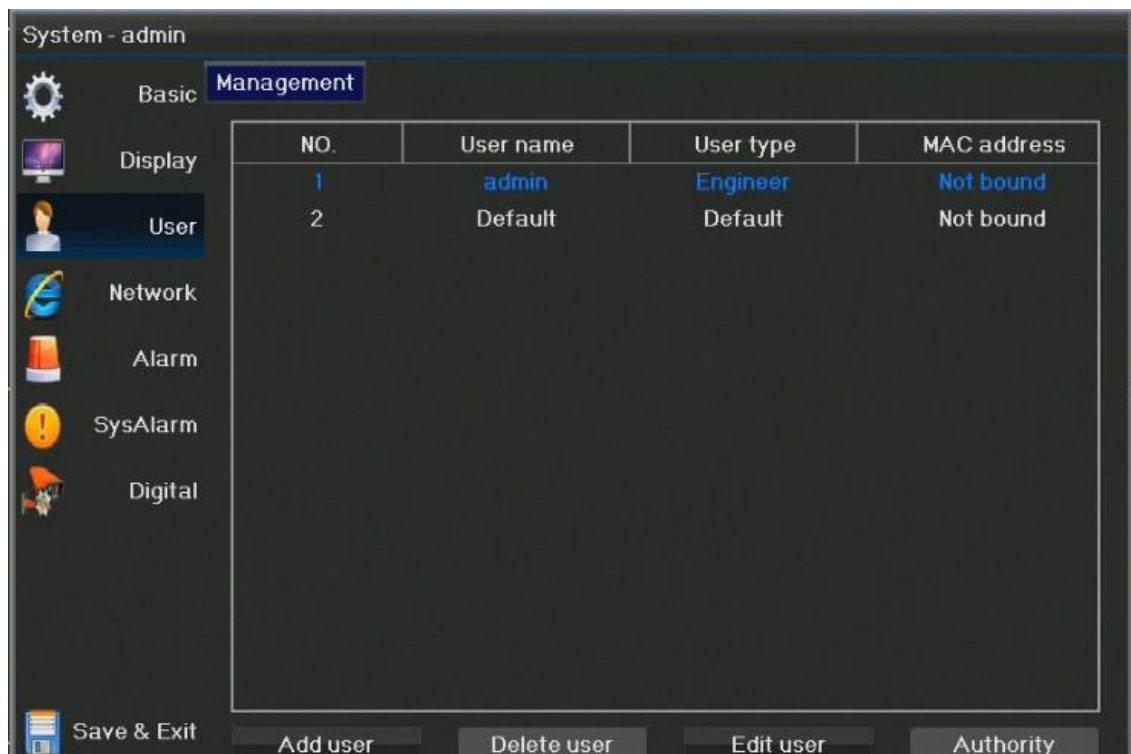 System - admin
Basic
Management
Display
User
Network
Alarm
SysAlarm
Digital
Save & Exit
NO. User name User type MAC address
1 admin Engineer Not bound
2 Default Default Not bound
Add user Delete user Edit user Authority